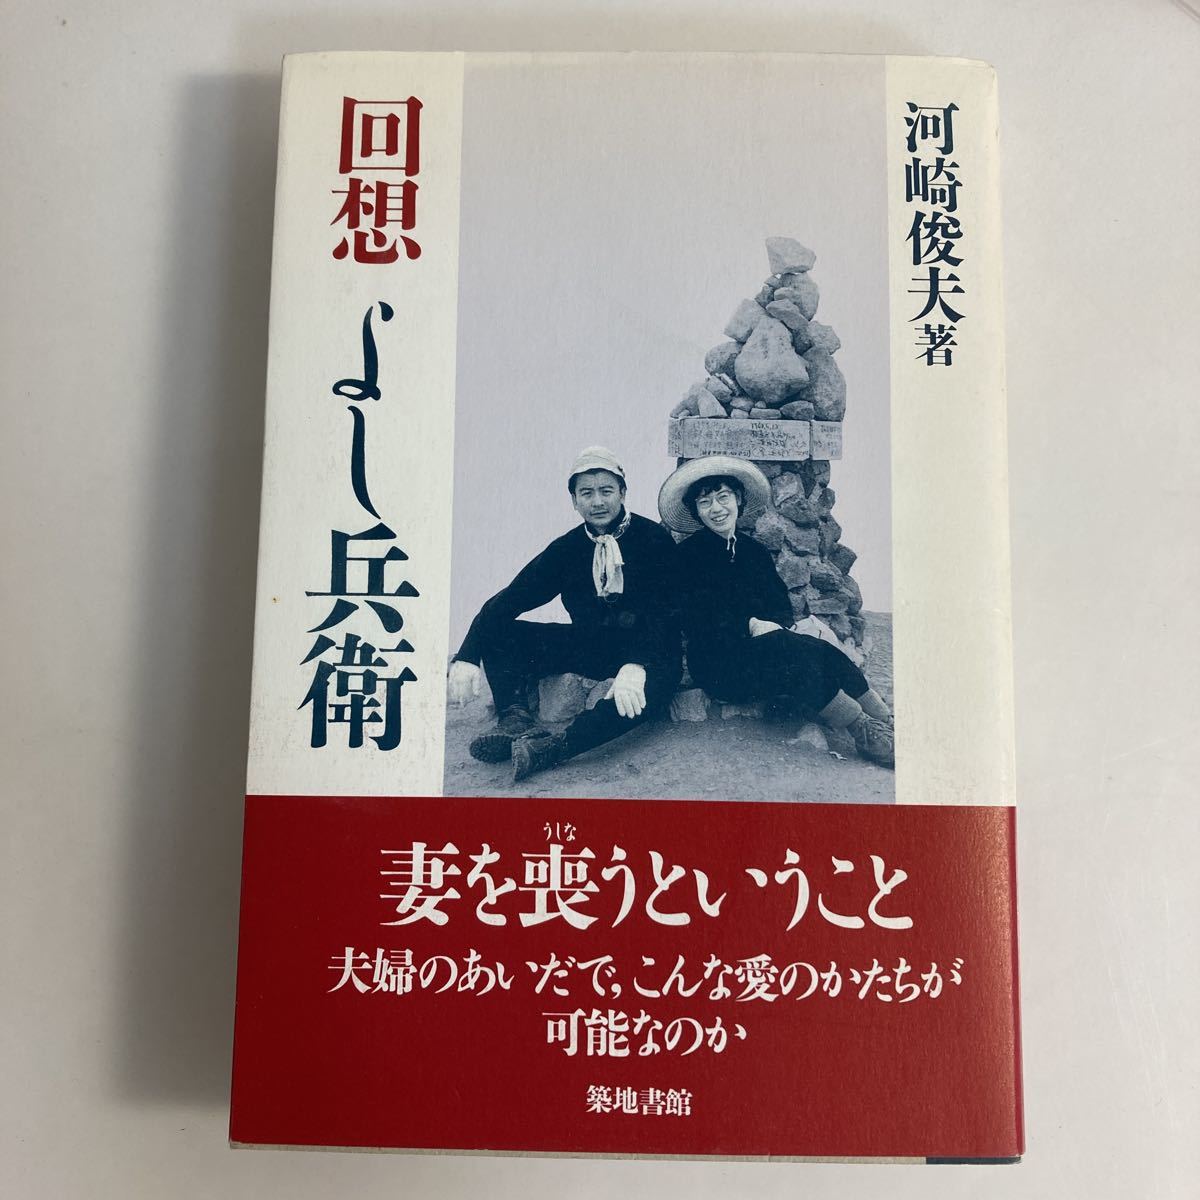 河崎俊夫著
回想 よし兵衛
うしな
妻を喪うということ
夫婦のあいだで、こんな愛のかたちが
可能なのか
築地書館